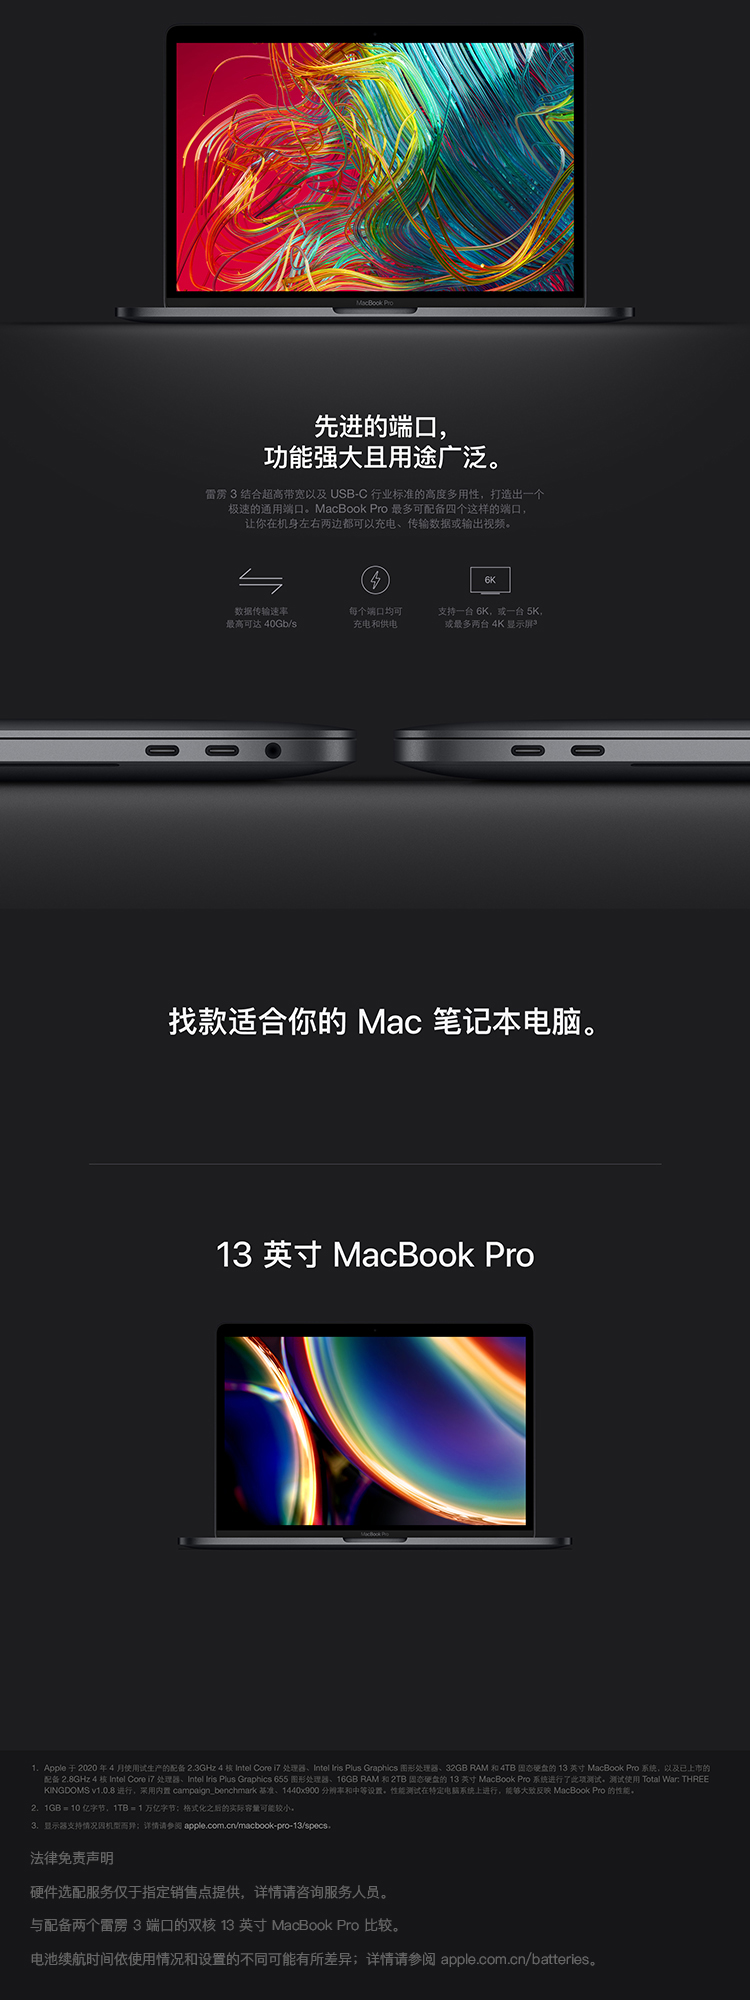 MacBook Pro
先进的端口，
功能强大且用途广泛。
雷雳 3 结合超高带宽以及 USB-C 行业标准的高度多用性，打造出一个
极速的通用端口。MacBook Pro 最多可配备四个这样的端口，
让你在机身左右两边都可以充电、传输数据或输出视频。
6K
数据传输速率
最高可达 40Gb/s
每个端口均可
充电和供电
支持一台 6K，或一台 5K，
或最多两台 4K 显示屏³
找款适合你的 Mac 笔记本电脑。
13 英寸 MacBook Pro
MacBook Pro
1. Apple 于 2020 年 4 月使用试生产的配备 2.3GHz 4 核 Intel Core i7 处理器、Intel Iris Plus Graphics 图形处理器、32GB RAM 和 4TB 固态硬盘的 13 英寸 MacBook Pro 系统，以及已上市的
配备 2.8GHz 4 核 Intel Core i7 处理器、Intel Iris Plus Graphics 655 图形处理器、16GB RAM 和 2TB 固态硬盘的 13 英寸 MacBook Pro 系统进行了此项测试。测试使用 Total War: THREE
KINGDOMS v1.0.8 进行，采用内置 campaign_benchmark 基准、1440x900 分辨率和中等设置。性能测试在特定电脑系统上进行，能够大致反映 MacBook Pro 的性能。
2. 1GB = 10 亿字节，1TB = 1 万亿字节；格式化之后的实际容量可能较小。
3. 显示器支持情况因机型而异；详情请参阅 apple.com.cn/macbook-pro-13/specs。
法律免责声明
硬件选配服务仅于指定销售点提供，详情请咨询服务人员。
与配备两个雷雳 3 端口的双核 13 英寸 MacBook Pro 比较。
电池续航时间依使用情况和设置的不同可能有所差异；详情请参阅 apple.com.cn/batteries。